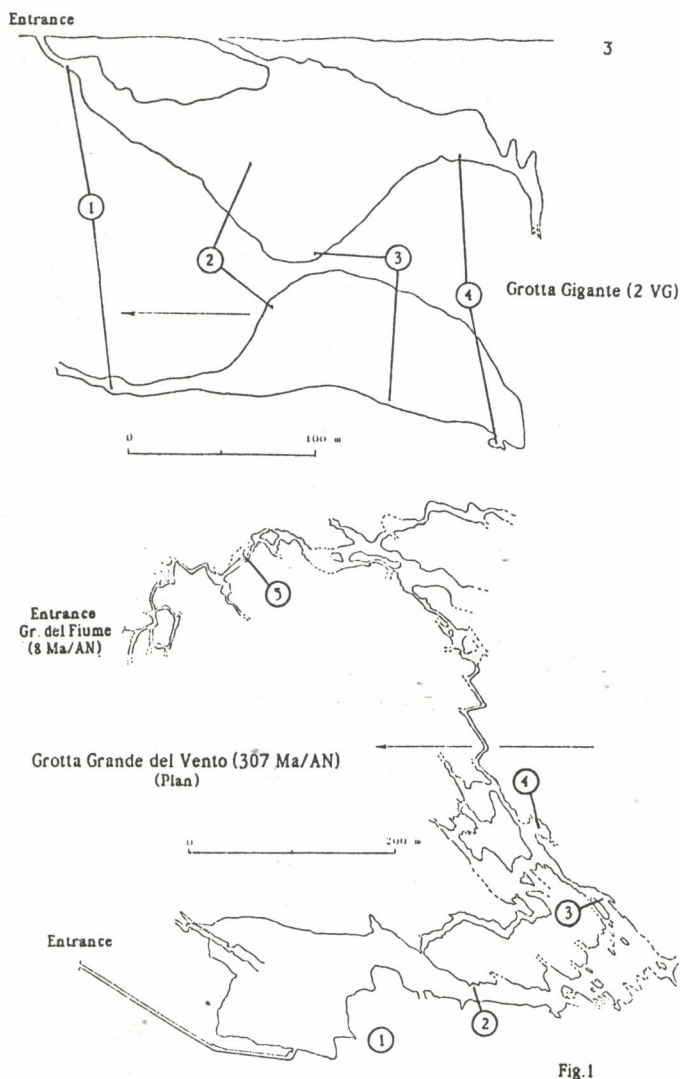 Entrance
3
1
2
3
4
Grotta Gigante (2 VG)
0 100 m
5
Entrance
Gr. del Fiume
(8 Ma/AN)
Grotta Grande del Vento (307 Ma/AN)
(Plan)
4
0 200 m
3
Entrance
2
1
Fig.1